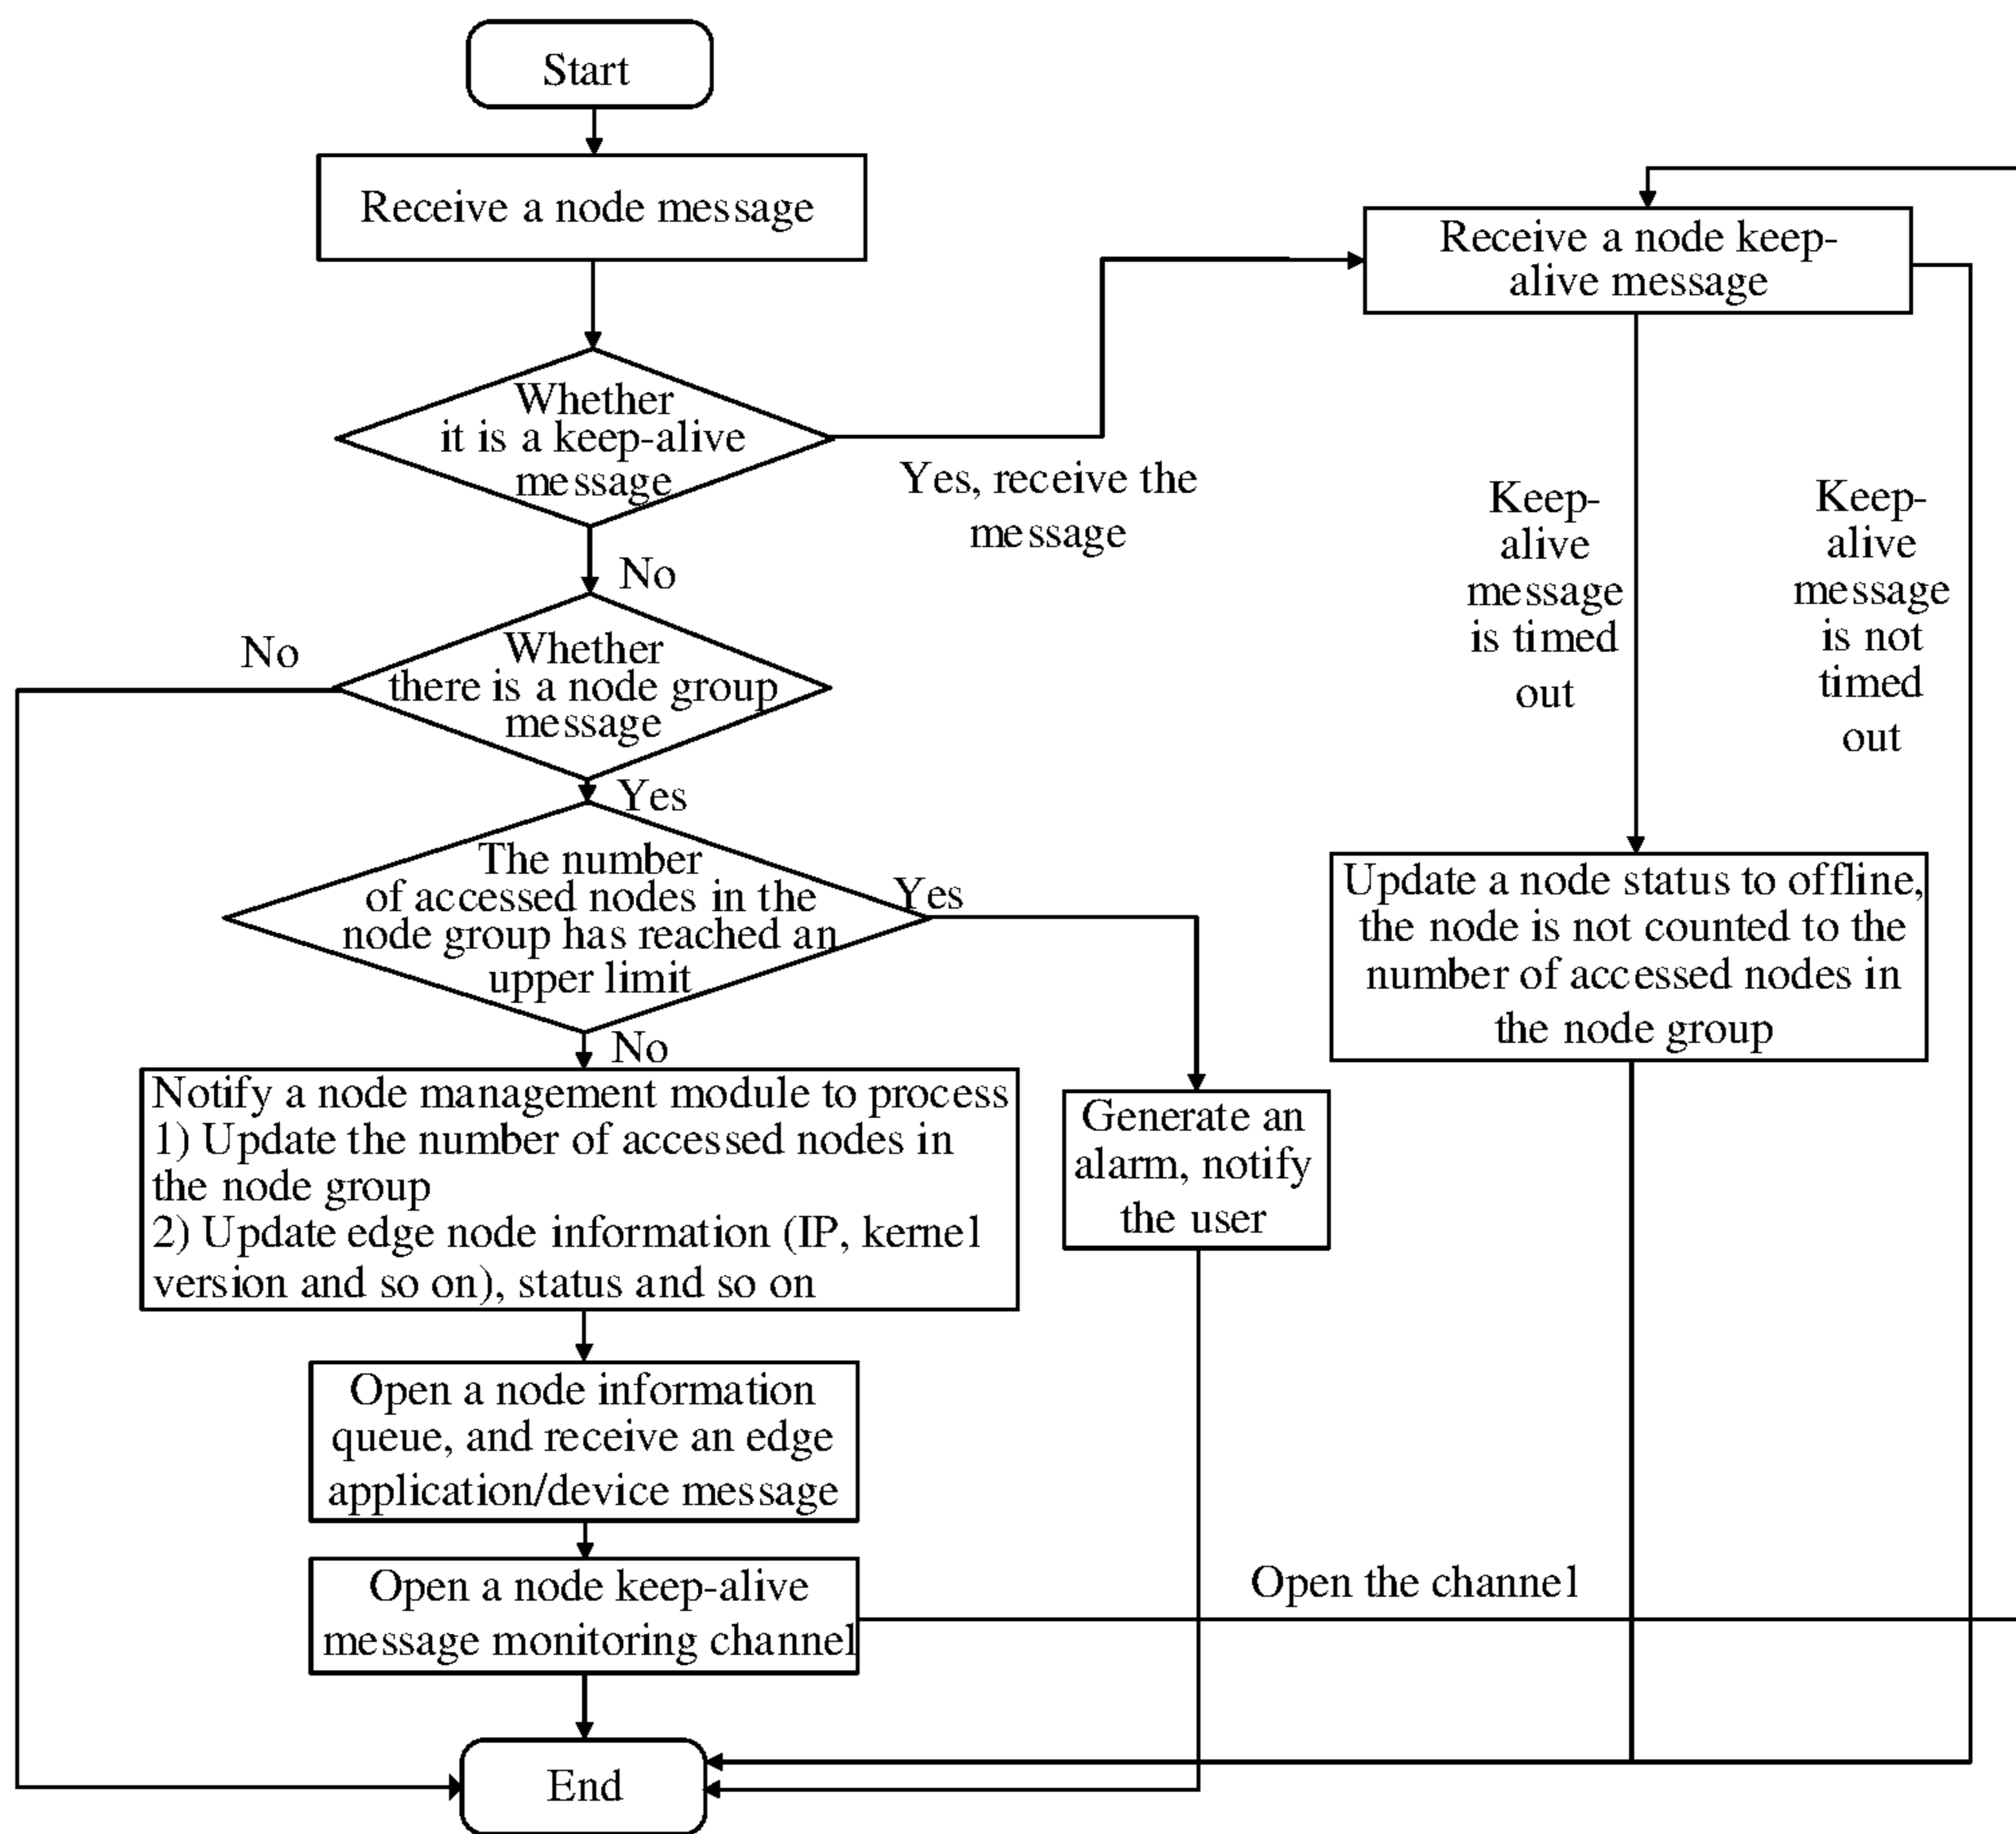 Start
Receive a node message
Receive a node keep-
alive message
Whether
it is a keep-alive
message
Yes, receive the
message
No
Keep-
alive
message
is timed
out
Keep-
alive
message
is not
timed
out
No
Whether
there is a node group
message
Yes
The number
of accessed nodes in the
node group has reached an
upper limit
Yes
Update a node status to offline,
the node is not counted to the
number of accessed nodes in
the node group
No
Notify a node management module to process
1) Update the number of accessed nodes in
the node group
2) Update edge node information (IP, kernel
version and so on), status and so on
Generate an
alarm, notify
the user
Open a node information
queue, and receive an edge
application/device message
Open a node keep-alive
message monitoring channel
Open the channel
End